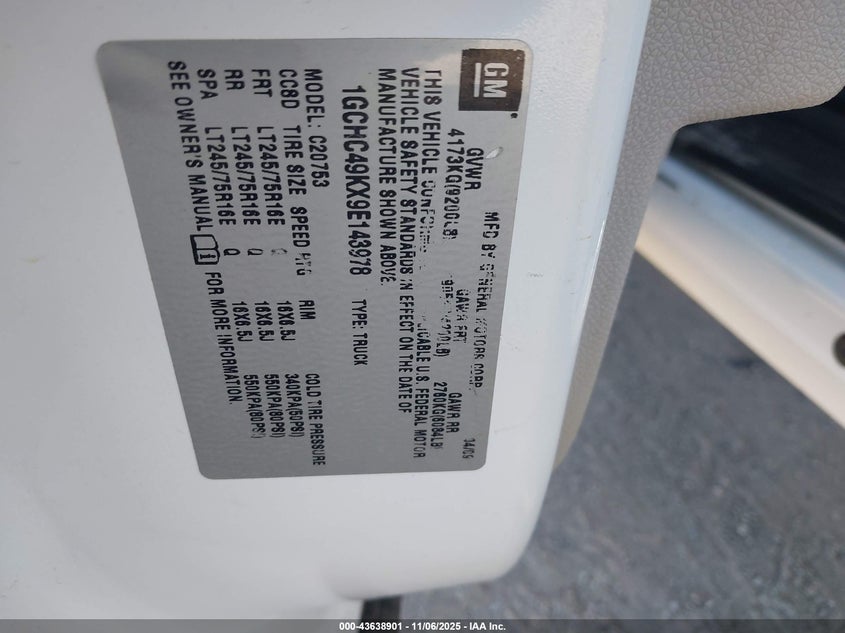 GM
MFD BY GENERAL MOTORS CORP
GVWR GAWR FRT GAWR RR
4173KG(9200LB) 2760KG(6084LB)
THIS VEHICLE CONFORMS U.S. FEDERAL MOTOR
VEHICLE SAFETY STANDARDS IN EFFECT ON THE DATE OF
MANUFACTURE SHOWN ABOVE.
1GCHC49KX9E143978 TYPE: TRUCK
MODEL: C20753
CC8D TIRE SIZE SPEED RTG RIM COLD TIRE PRESSURE
FRT LT245/75R16E Q 16X6.5J 340KPA(50PSI)
RR LT245/75R16E Q 16X6.5J 550KPA(80PSI)
SPA LT245/75R16E Q 16X6.5J 550KPA(80PSI)
SEE OWNER'S MANUAL FOR MORE INFORMATION.
000-43638901 - 11/06/2025 - IAA Inc.